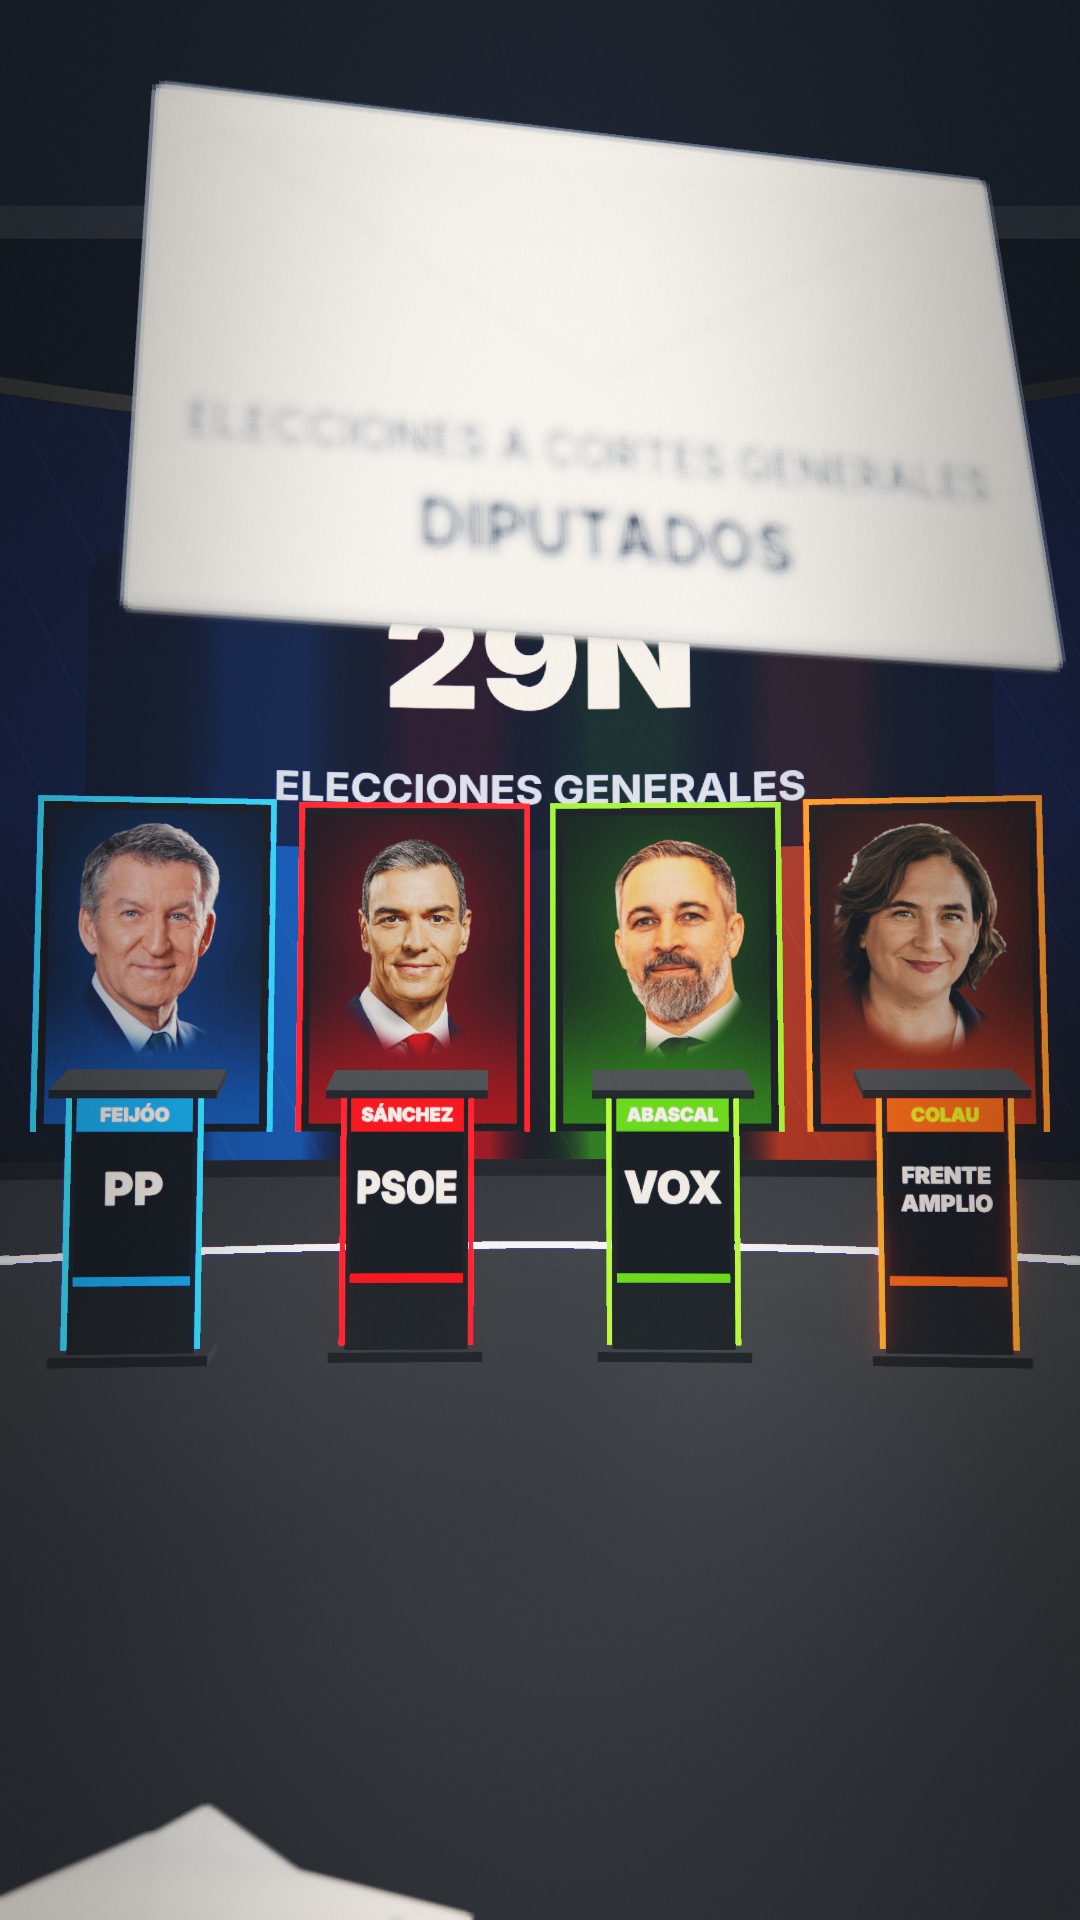 ELECCIONES A CORTES GENERALES
DIPUTADOS
29N
ELECCIONES GENERALES
FEIJÓO
SÁNCHEZ
ABASCAL
COLAU
PP
PSOE
VOX
FRENTE
AMPLIO